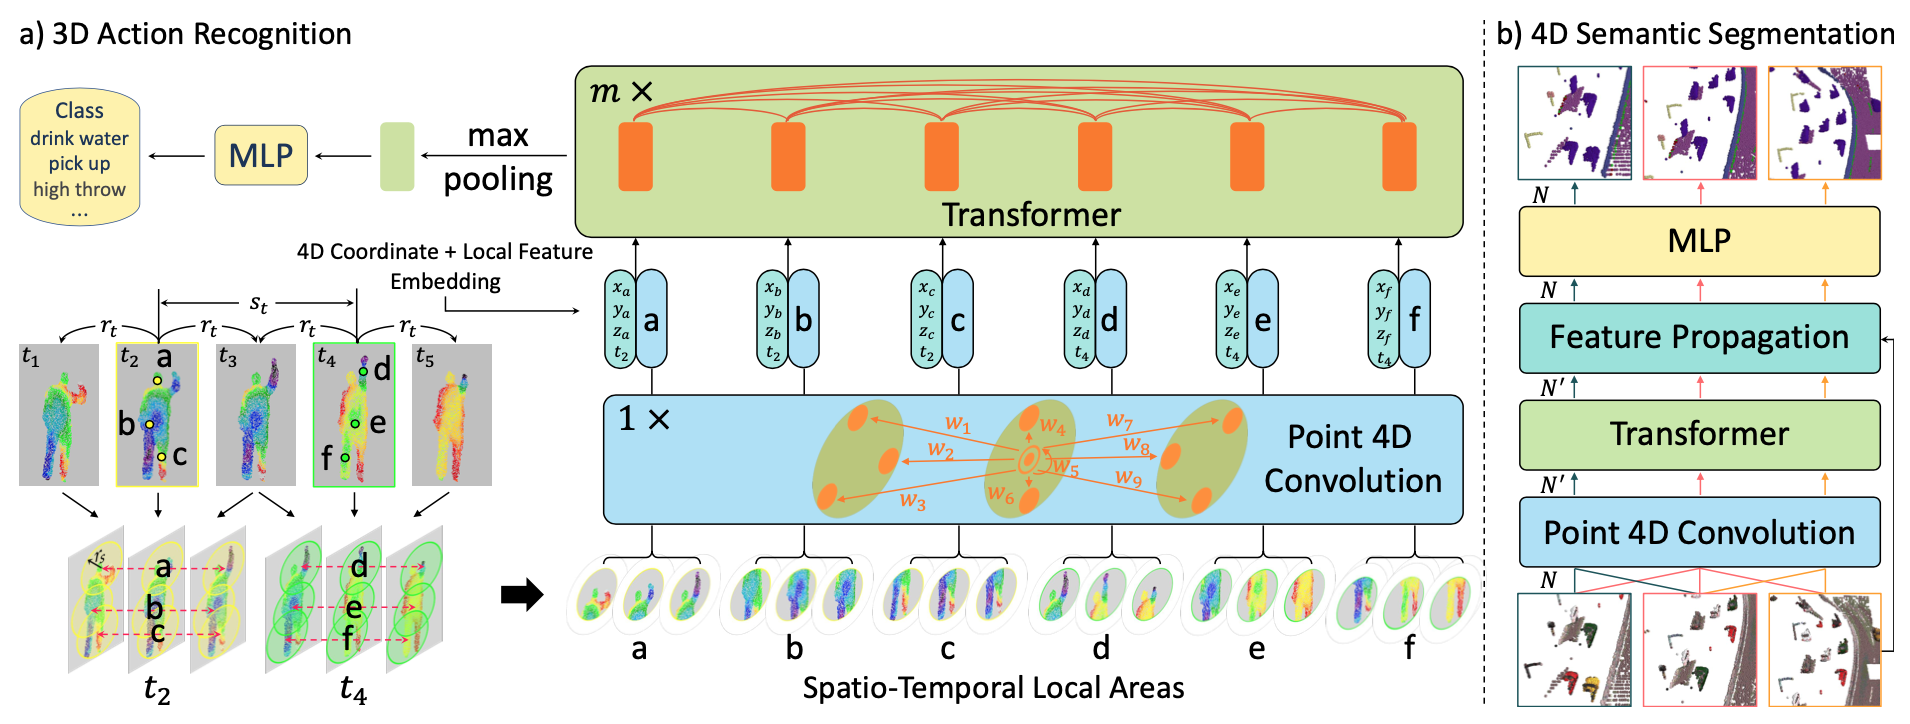 a) 3D Action Recognition
Class
drink water
pick up
high throw
...
MLP
max
pooling
m ×
Transformer
4D Coordinate + Local Feature
Embedding
s_t
r_t r_t r_t r_t
t_1 t_2 t_3 t_4 t_5
a
b
c
d
e
f
x_a y_a z_a t_2 a
x_b y_b z_b t_2 b
x_c y_c z_c t_2 c
x_d y_d z_d t_4 d
x_e y_e z_e t_4 e
x_f y_f z_f t_4 f
1 ×
w_1 w_2 w_3 w_4 w_5 w_6 w_7 w_8 w_9
Point 4D
Convolution
r_s
a
b
c
d
e
f
t_2 t_4
a b c d e f
Spatio-Temporal Local Areas
b) 4D Semantic Segmentation
N
MLP
N
Feature Propagation
N′
Transformer
N′
Point 4D Convolution
N